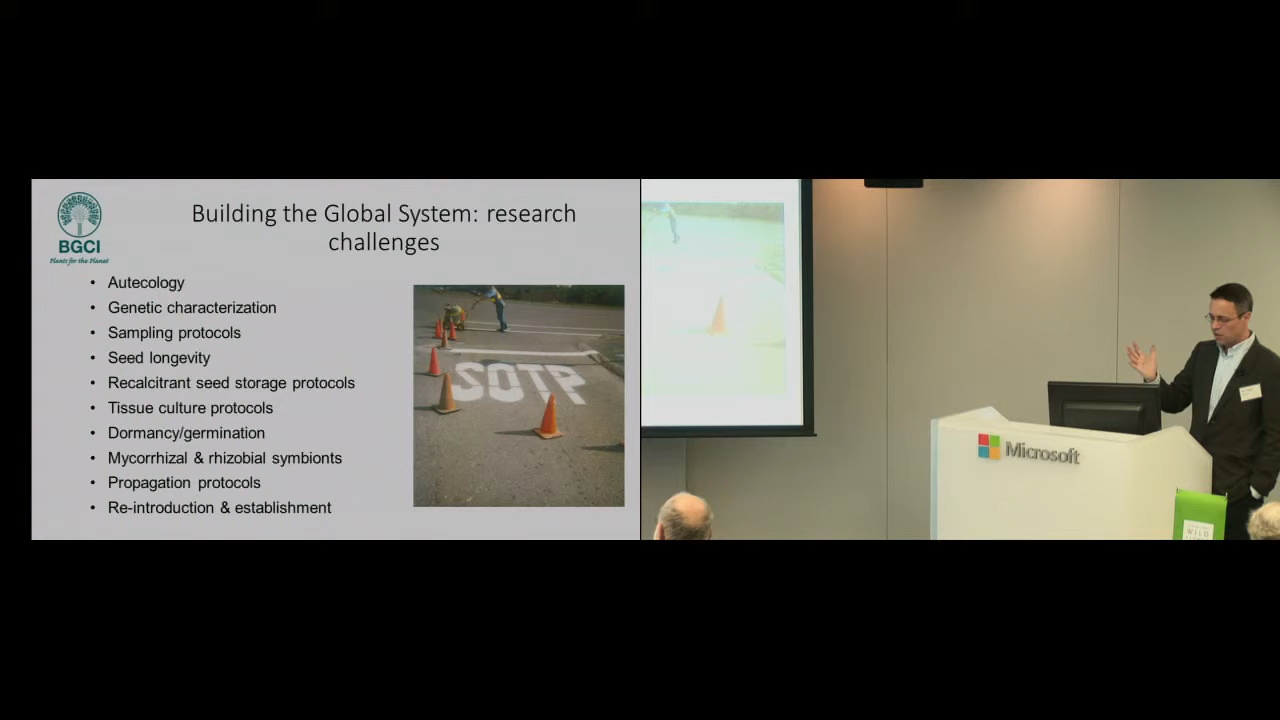 BGCI
Plants for the Planet
Building the Global System: research
challenges
• Autecology
• Genetic characterization
• Sampling protocols
• Seed longevity
• Recalcitrant seed storage protocols
• Tissue culture protocols
• Dormancy/germination
• Mycorrhizal & rhizobial symbionts
• Propagation protocols
• Re-introduction & establishment
SOTP
Microsoft
WILD